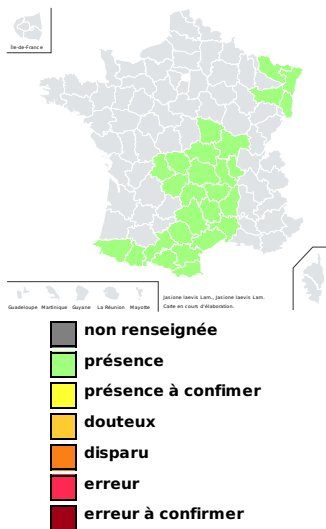 Île-de-France
Guadeloupe Martinique Guyane La Réunion Mayotte
Jasione laevis Lam., Jasione laevis Lam.
Carte en cours d'élaboration.
non renseignée
présence
présence à confimer
douteux
disparu
erreur
erreur à confirmer